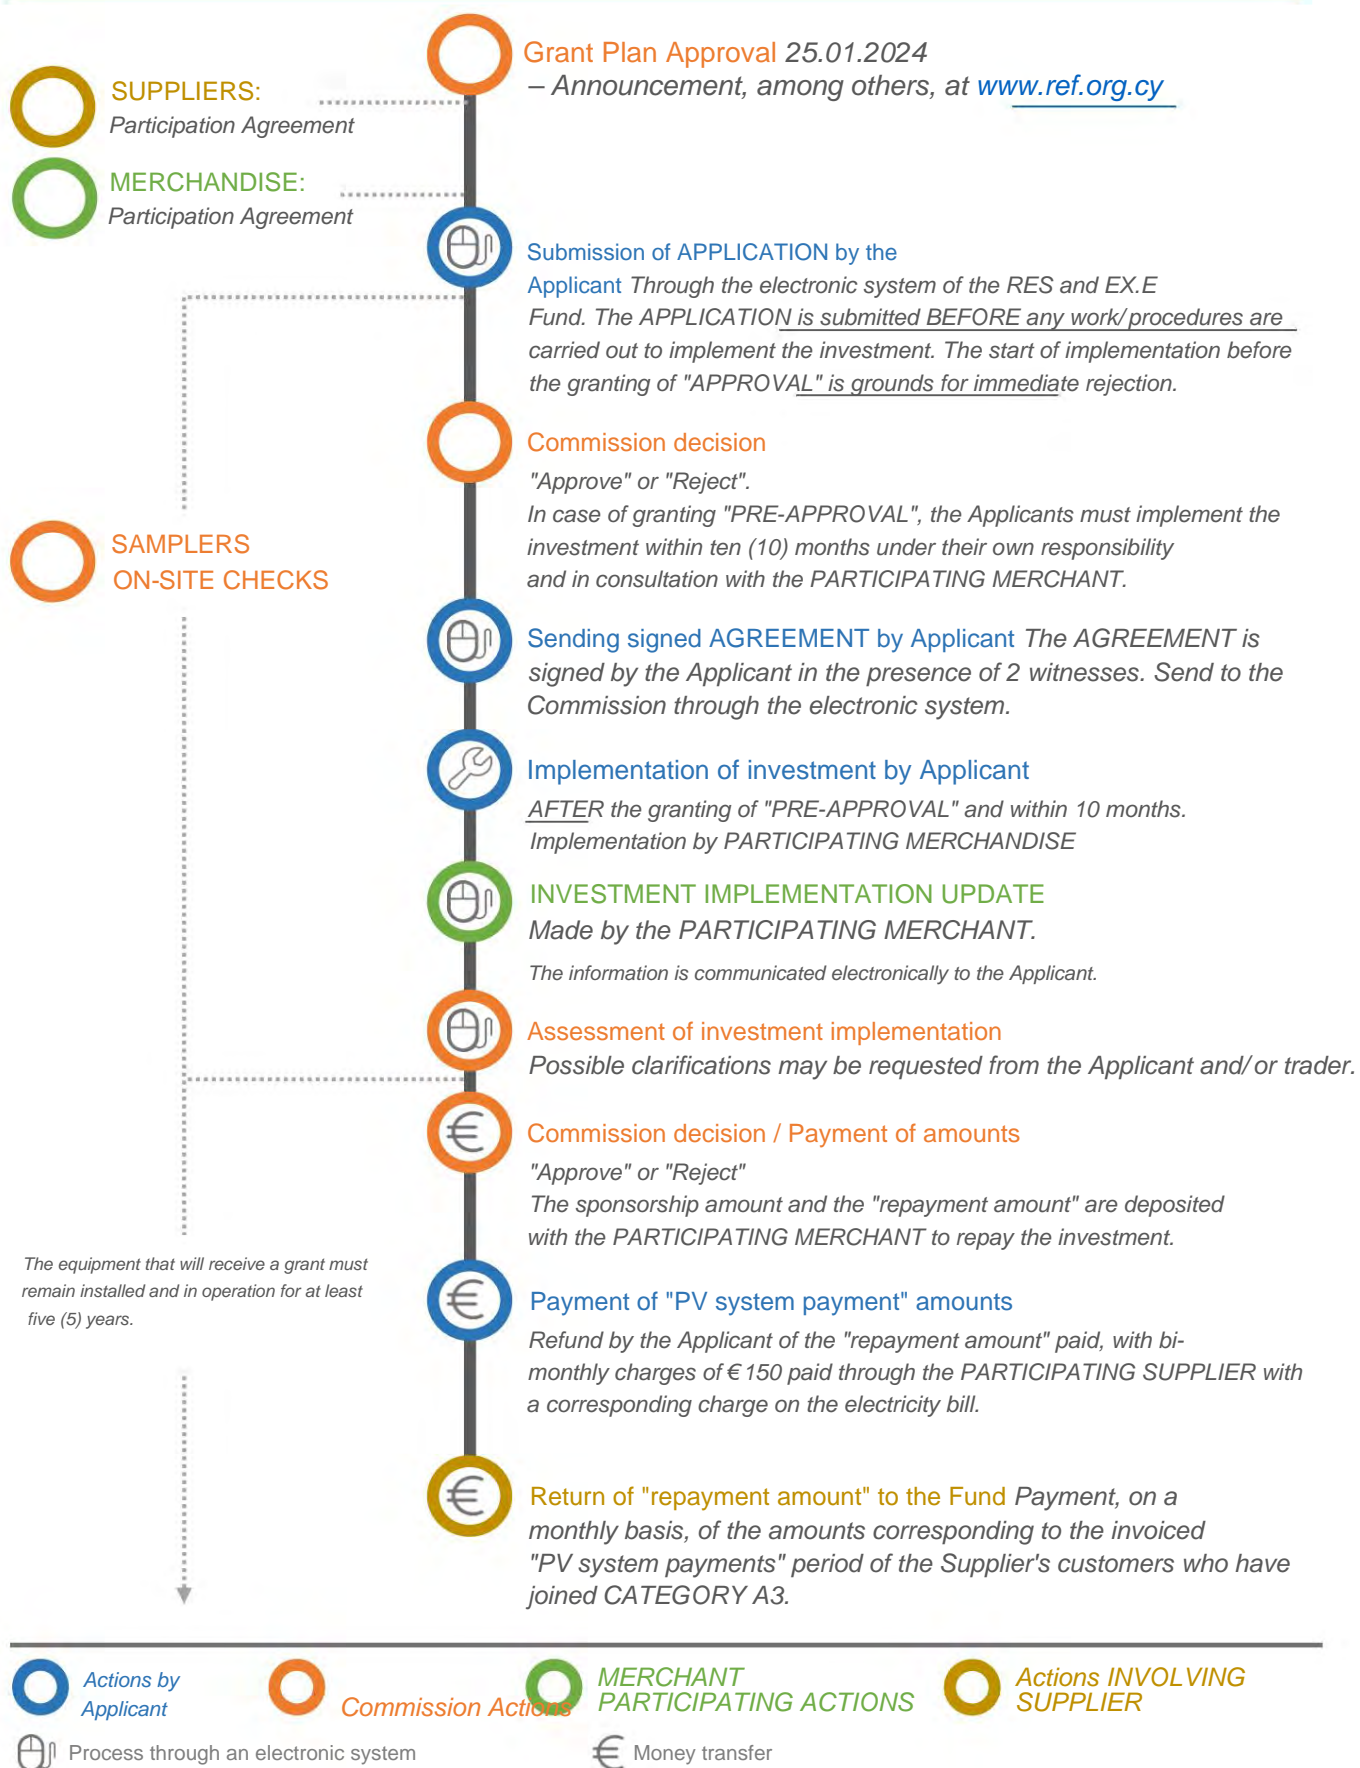 Grant Plan Approval 25.01.2024
– Announcement, among others, at www.ref.org.cy
SUPPLIERS:
Participation Agreement
MERCHANDISE:
Participation Agreement
Submission of APPLICATION by the
Applicant Through the electronic system of the RES and EX.E
Fund. The APPLICATION is submitted BEFORE any work/procedures are
carried out to implement the investment. The start of implementation before
the granting of "APPROVAL" is grounds for immediate rejection.
Commission decision
"Approve" or "Reject".
In case of granting "PRE-APPROVAL", the Applicants must implement the
investment within ten (10) months under their own responsibility
and in consultation with the PARTICIPATING MERCHANT.
SAMPLERS
ON-SITE CHECKS
Sending signed AGREEMENT by Applicant The AGREEMENT is
signed by the Applicant in the presence of 2 witnesses. Send to the
Commission through the electronic system.
Implementation of investment by Applicant
AFTER the granting of "PRE-APPROVAL" and within 10 months.
Implementation by PARTICIPATING MERCHANDISE
INVESTMENT IMPLEMENTATION UPDATE
Made by the PARTICIPATING MERCHANT.
The information is communicated electronically to the Applicant.
Assessment of investment implementation
Possible clarifications may be requested from the Applicant and/or trader.
Commission decision / Payment of amounts
"Approve" or "Reject"
The sponsorship amount and the "repayment amount" are deposited
with the PARTICIPATING MERCHANT to repay the investment.
The equipment that will receive a grant must
remain installed and in operation for at least
five (5) years.
Payment of "PV system payment" amounts
Refund by the Applicant of the "repayment amount" paid, with bi-
monthly charges of €150 paid through the PARTICIPATING SUPPLIER with
a corresponding charge on the electricity bill.
Return of "repayment amount" to the Fund Payment, on a
monthly basis, of the amounts corresponding to the invoiced
"PV system payments" period of the Supplier's customers who have
joined CATEGORY A3.
Actions by
Applicant
Commission Actions
MERCHANT
PARTICIPATING ACTIONS
Actions INVOLVING
SUPPLIER
Process through an electronic system
€ Money transfer